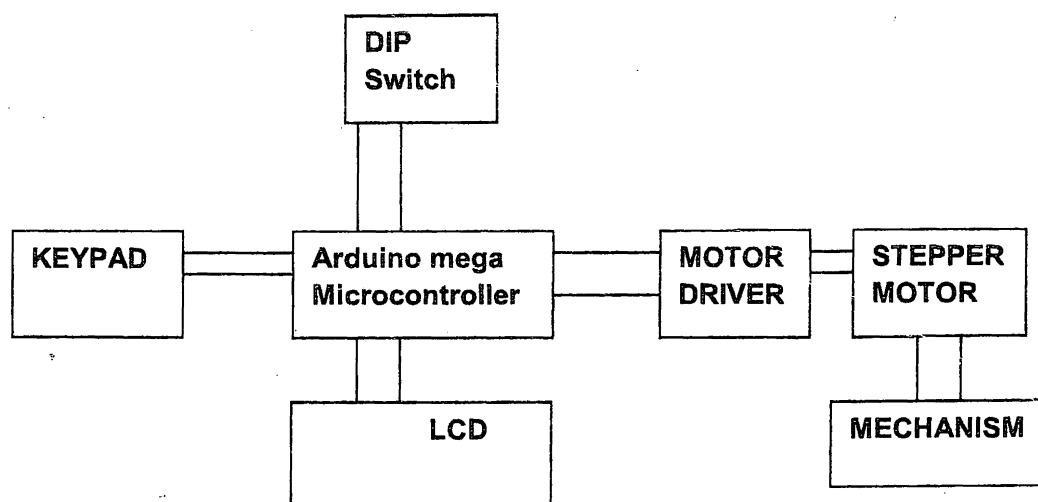 DIP
Switch
KEYPAD
Arduino mega
Microcontroller
MOTOR
DRIVER
STEPPER
MOTOR
LCD
MECHANISM